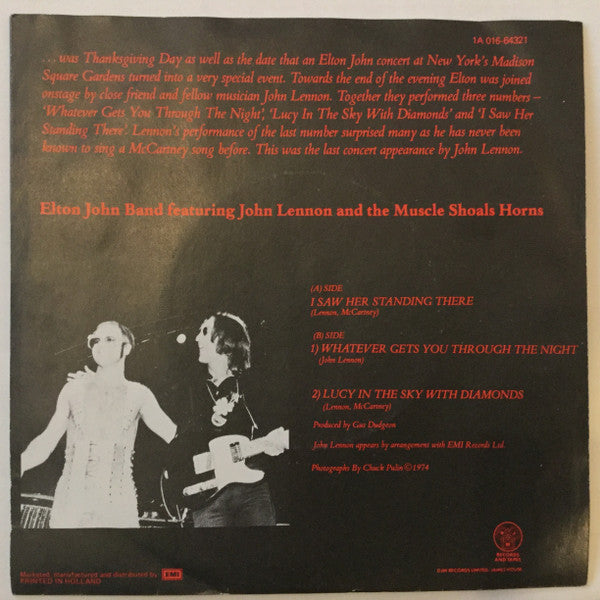 1A 016-64321
...was Thanksgiving Day as well as the date that an Elton John concert at New York's Madison
Square Gardens turned into a very special event. Towards the end of the evening Elton was joined
onstage by close friend and fellow musician John Lennon. Together they performed three numbers –
'Whatever Gets You Through The Night', 'Lucy In The Sky With Diamonds' and 'I Saw Her
Standing There'. Lennon's performance of the last number surprised many as he has never been
known to sing a McCartney song before. This was the last concert appearance by John Lennon.
Elton John Band featuring John Lennon and the Muscle Shoals Horns
(A) SIDE
I SAW HER STANDING THERE
(Lennon, McCartney)
(B) SIDE
1) WHATEVER GETS YOU THROUGH THE NIGHT
(John Lennon)
2) LUCY IN THE SKY WITH DIAMONDS
(Lennon, McCartney)
Produced by Gus Dudgeon
John Lennon appears by arrangement with EMI Records Ltd.
Photographs By Chuck Pulin © 1974
Marketed, manufactured and distributed by EMI
PRINTED IN HOLLAND
RECORDS
AND TAPES
DJM RECORDS LIMITED, JAMES HOUSE,